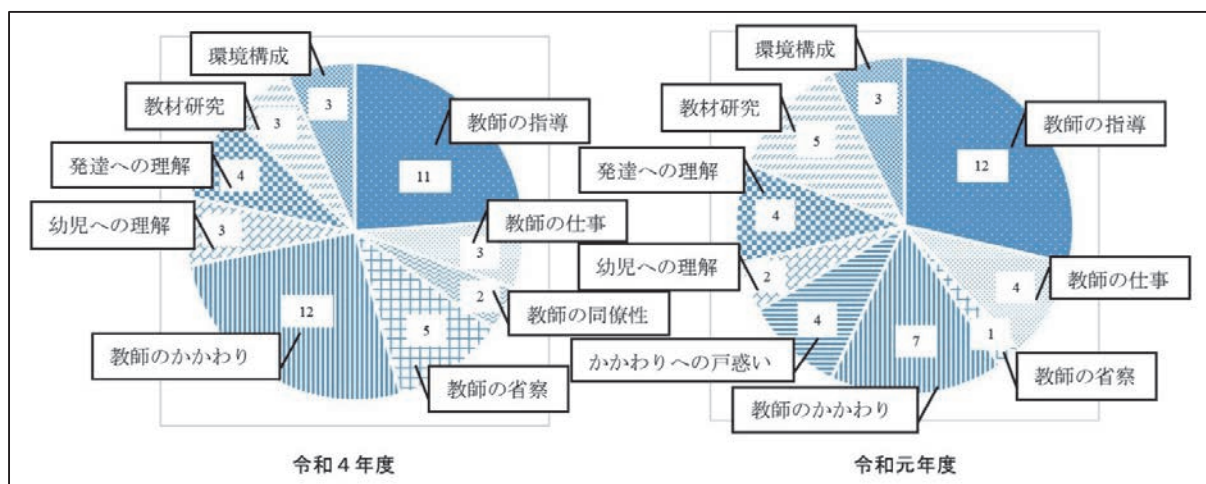 環境構成
3
教材研究
3
発達への理解
4
幼児への理解
3
教師のかかわり
12
教師の省察
5
教師の同僚性
2
教師の仕事
3
教師の指導
11
令和4年度
環境構成
3
教材研究
5
発達への理解
4
幼児への理解
2
かかわりへの戸惑い
4
教師のかかわり
7
教師の省察
1
教師の仕事
4
教師の指導
12
令和元年度